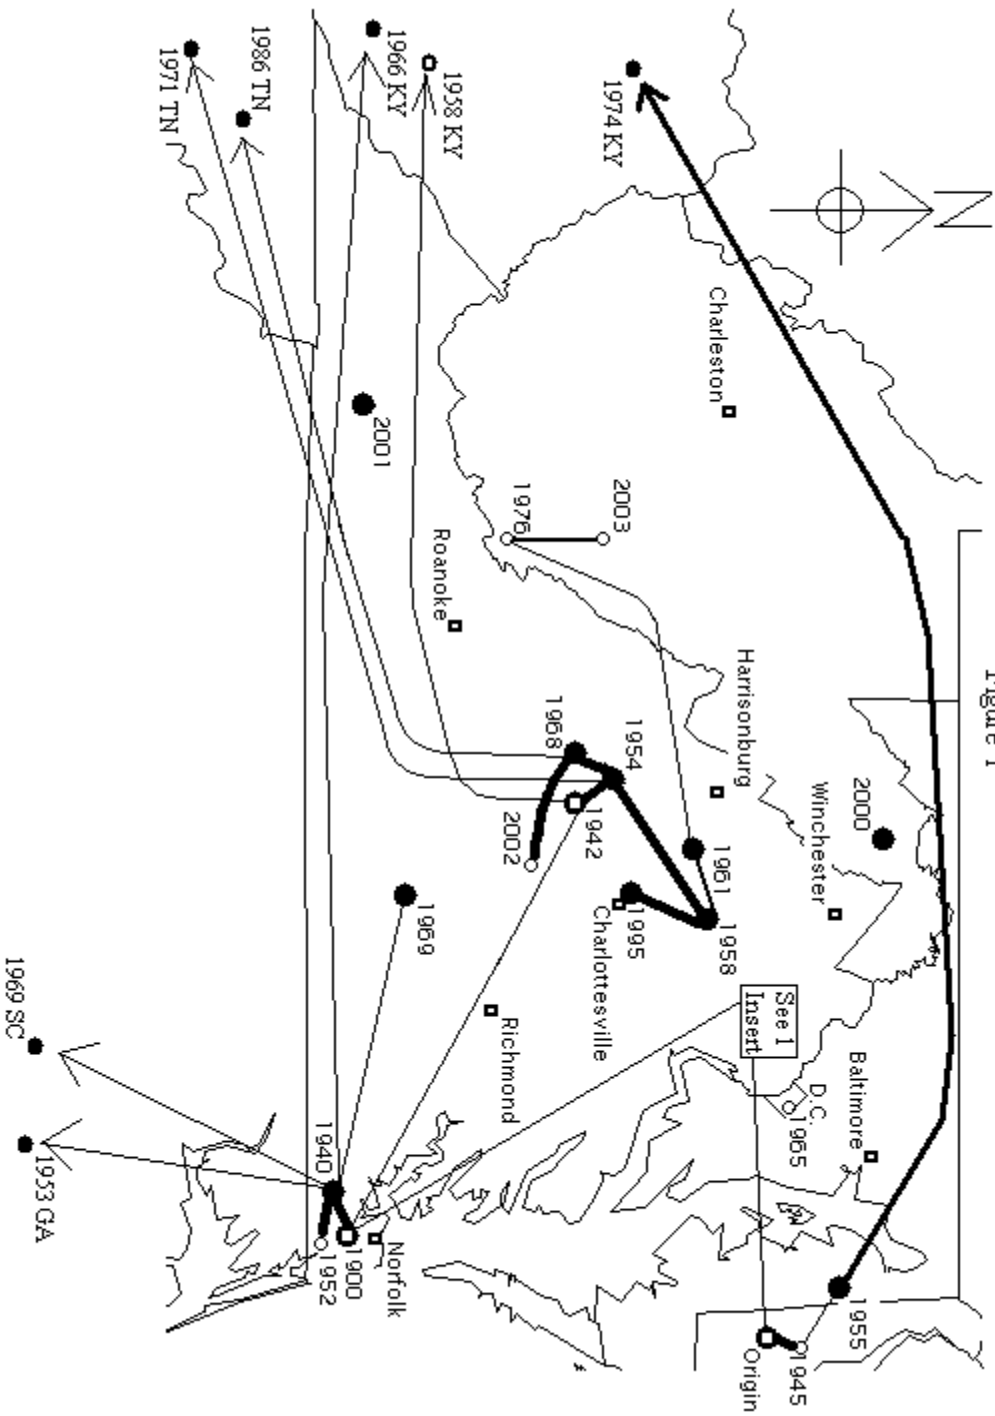 Figure 1
N
1974 KY
1958 KY
1966 KY
1986 TN
1971 TN
Charleston
2003
1976
2001
Roanoke
Harrisonburg
Winchester
2000
1968
1954
1942
2002
1961
1958
1995
Charlottesville
1969
Richmond
See 1
Insert
Baltimore
D.C.
1965
1955
1945
Origin
Norfolk
1940
1900
1952
1969 SC
1953 GA